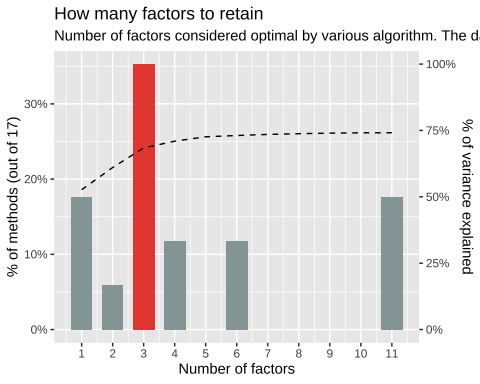 How many factors to retain
Number of factors considered optimal by various algorithm. The
% of methods (out of 17)
30%
20%
10%
0%
100%
75%
50%
25%
0%
% of variance explained
1 2 3 4 5 6 7 8 9 10 11
Number of factors